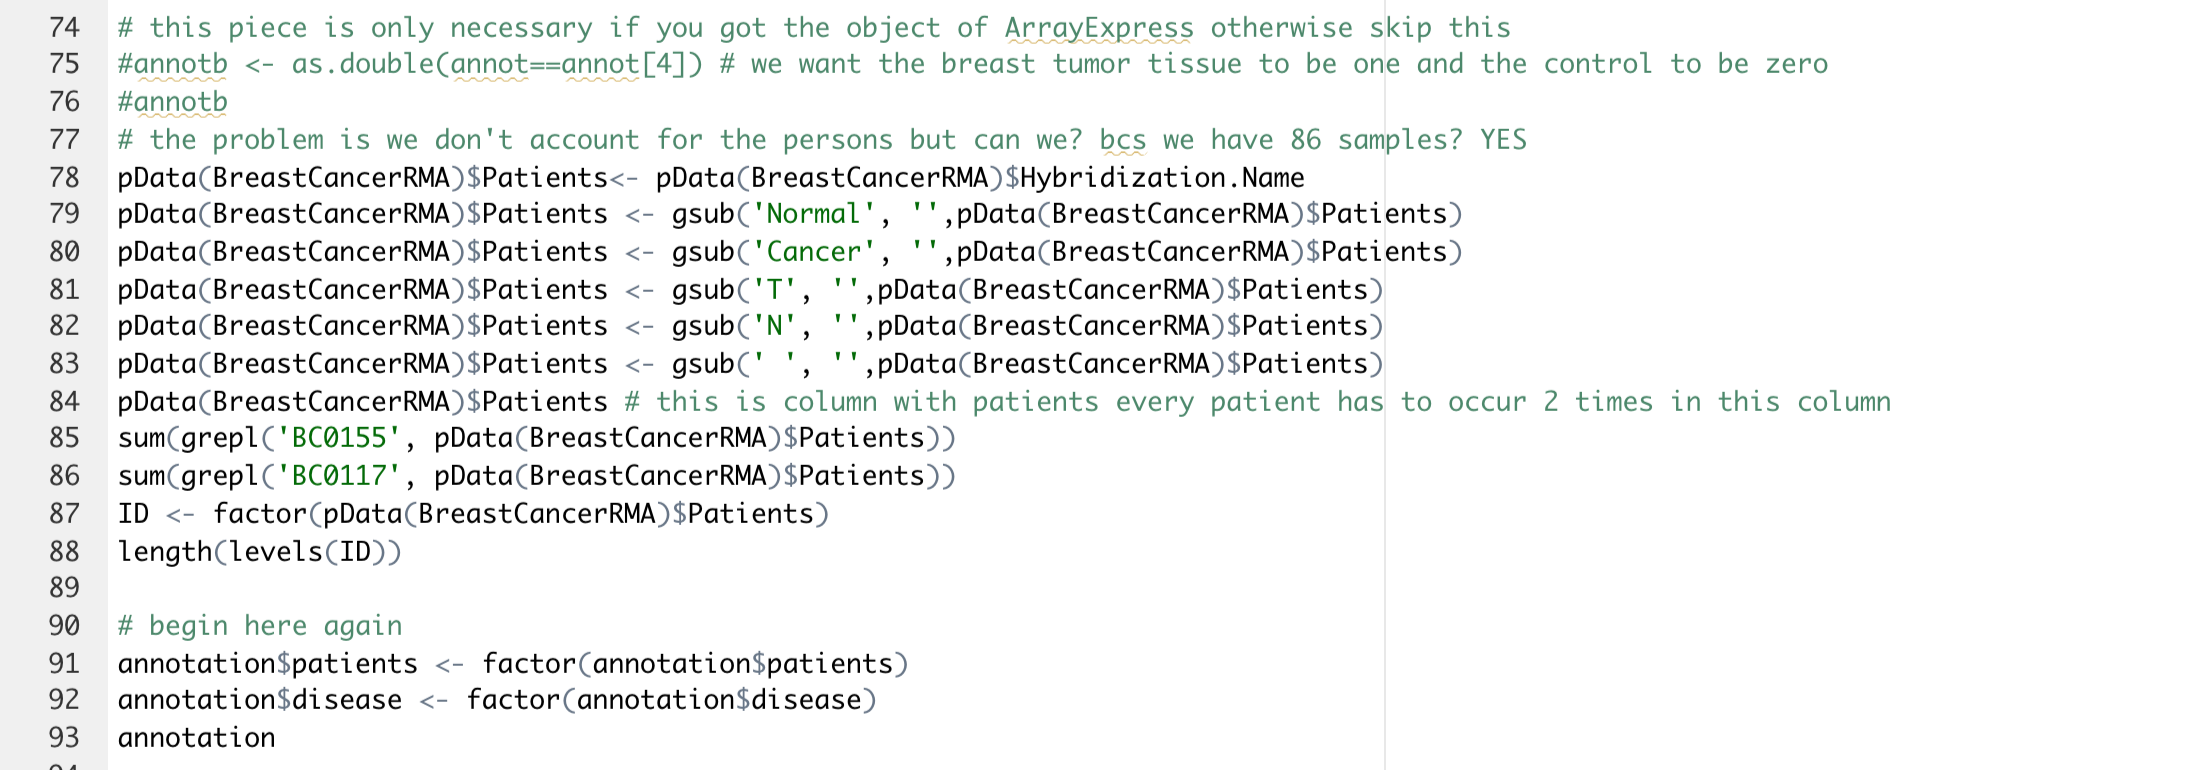 74 # this piece is only necessary if you got the object of ArrayExpress otherwise skip this
75 #annotb <- as.double(annot==annot[4]) # we want the breast tumor tissue to be one and the control to be zero
76 #annotb
77 # the problem is we don't account for the persons but can we? bcs we have 86 samples? YES
78 pData(BreastCancerRMA)$Patients<- pData(BreastCancerRMA)$Hybridization.Name
79 pData(BreastCancerRMA)$Patients <- gsub('Normal', '',pData(BreastCancerRMA)$Patients)
80 pData(BreastCancerRMA)$Patients <- gsub('Cancer', '',pData(BreastCancerRMA)$Patients)
81 pData(BreastCancerRMA)$Patients <- gsub('T', '',pData(BreastCancerRMA)$Patients)
82 pData(BreastCancerRMA)$Patients <- gsub('N', '',pData(BreastCancerRMA)$Patients)
83 pData(BreastCancerRMA)$Patients <- gsub(' ', '',pData(BreastCancerRMA)$Patients)
84 pData(BreastCancerRMA)$Patients # this is column with patients every patient has to occur 2 times in this column
85 sum(grepl('BC0155', pData(BreastCancerRMA)$Patients))
86 sum(grepl('BC0117', pData(BreastCancerRMA)$Patients))
87 ID <- factor(pData(BreastCancerRMA)$Patients)
88 length(levels(ID))
89
90 # begin here again
91 annotation$patients <- factor(annotation$patients)
92 annotation$disease <- factor(annotation$disease)
93 annotation